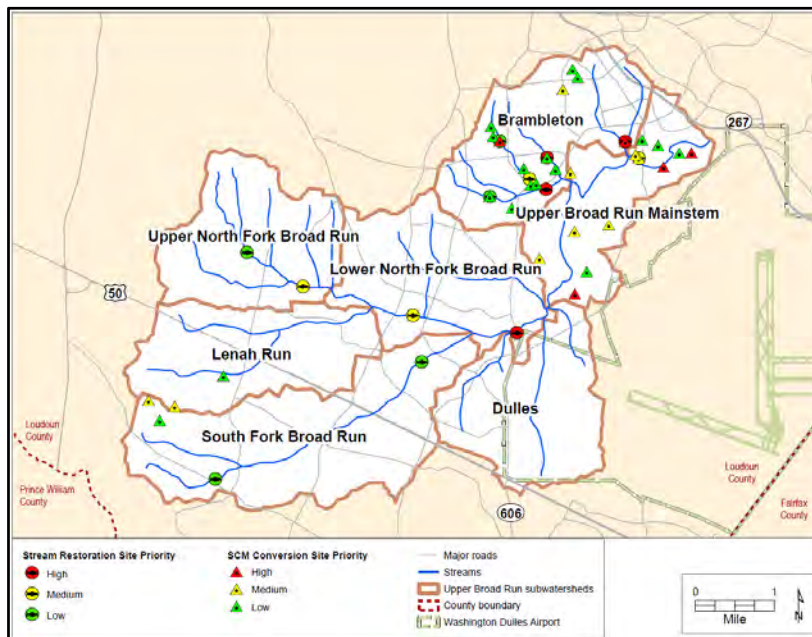 267
Brambleton
Upper Broad Run Mainstem
Upper North Fork Broad Run
Lower North Fork Broad Run
50
Lenah Run
Dulles
South Fork Broad Run
Loudoun
County
Prince William
County
Loudoun
County
Fairfax
County
606
Stream Restoration Site Priority
High
Medium
Low
SCM Conversion Site Priority
High
Medium
Low
Major roads
Streams
Upper Broad Run subwatersheds
County boundary
Washington Dulles Airport
0 1
Mile
N